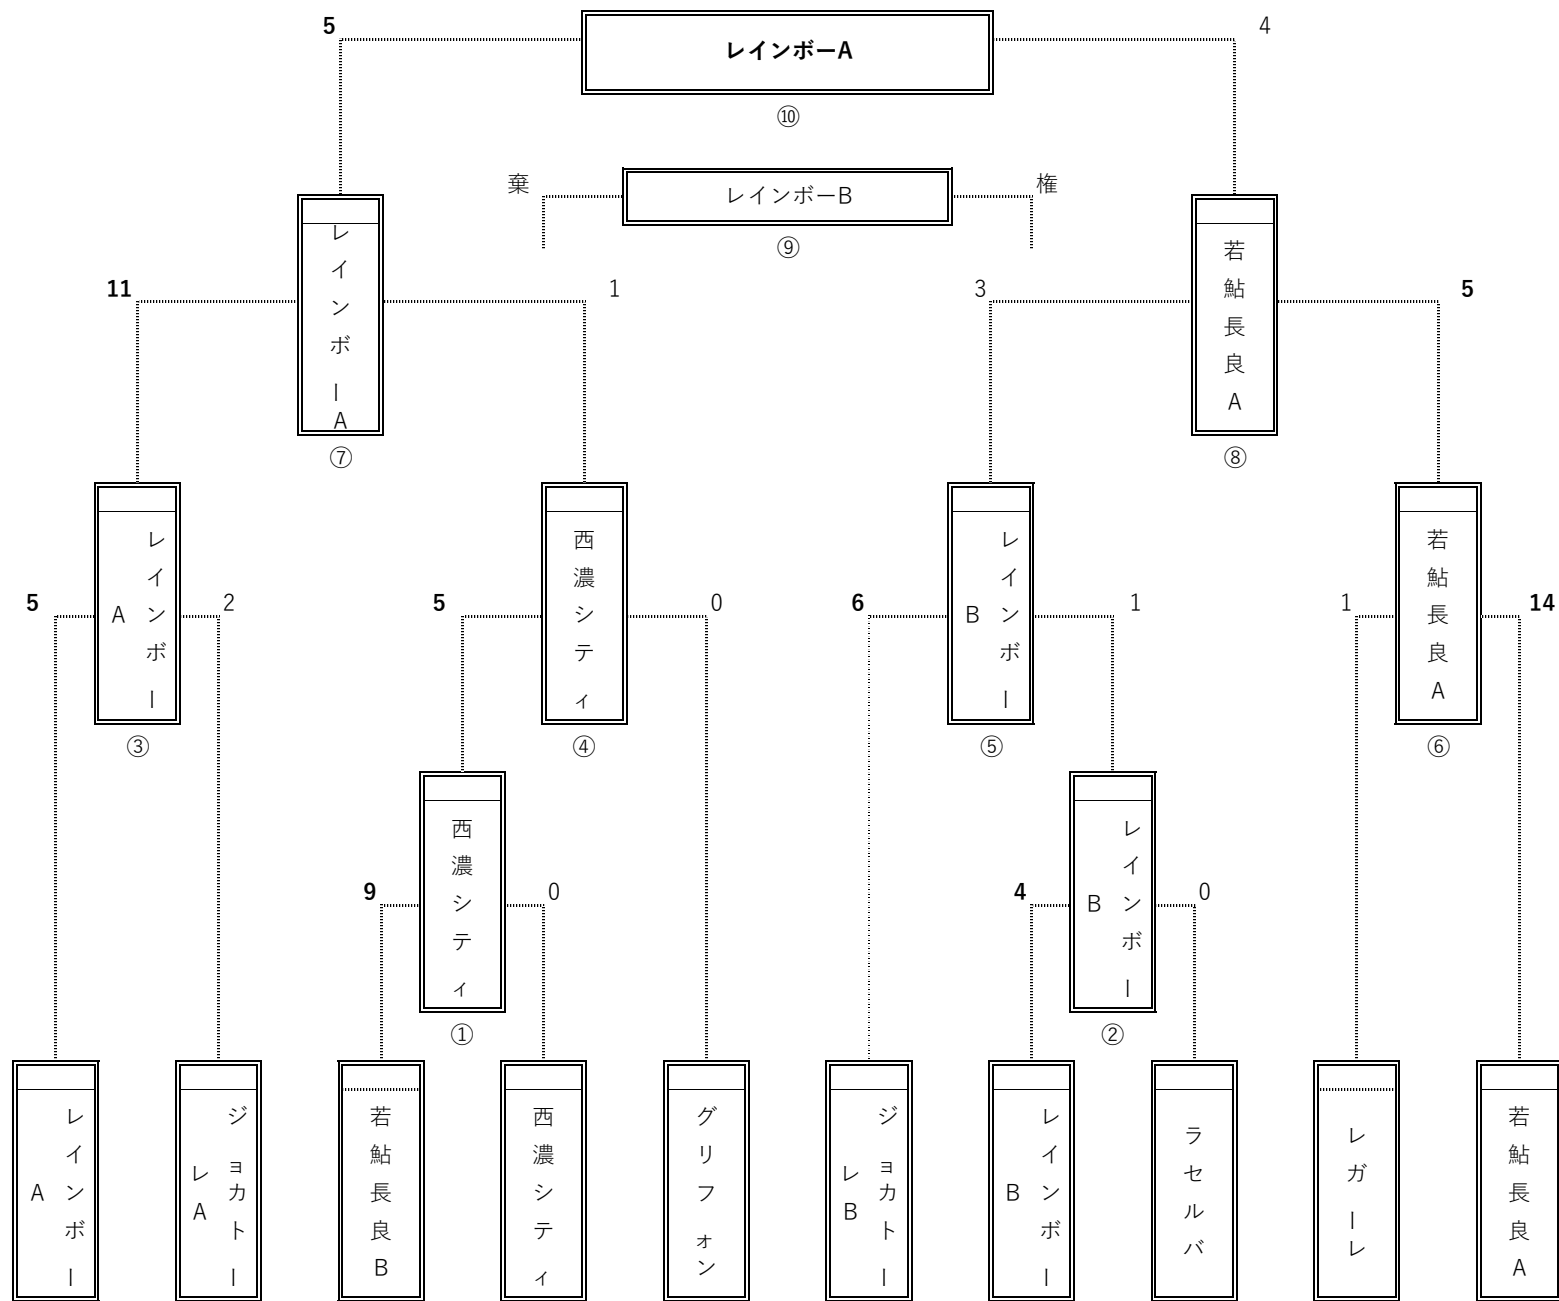 5
4
レインボーA
⑩
棄
レインボーB
権
⑨
レインボーA
若鮎長良A
11
1
3
5
⑦
⑧
レインボーA
西濃シティ
レインボーB
若鮎長良A
5
2
5
0
6
1
1
14
③
④
⑤
⑥
西濃シティ
レインボーB
9
0
4
0
①
②
レインボーA
ジョカトーレA
若鮎長良B
西濃シティ
グリフォン
ジョカトーレB
レインボーB
ラセルバ
レガーレ
若鮎長良A